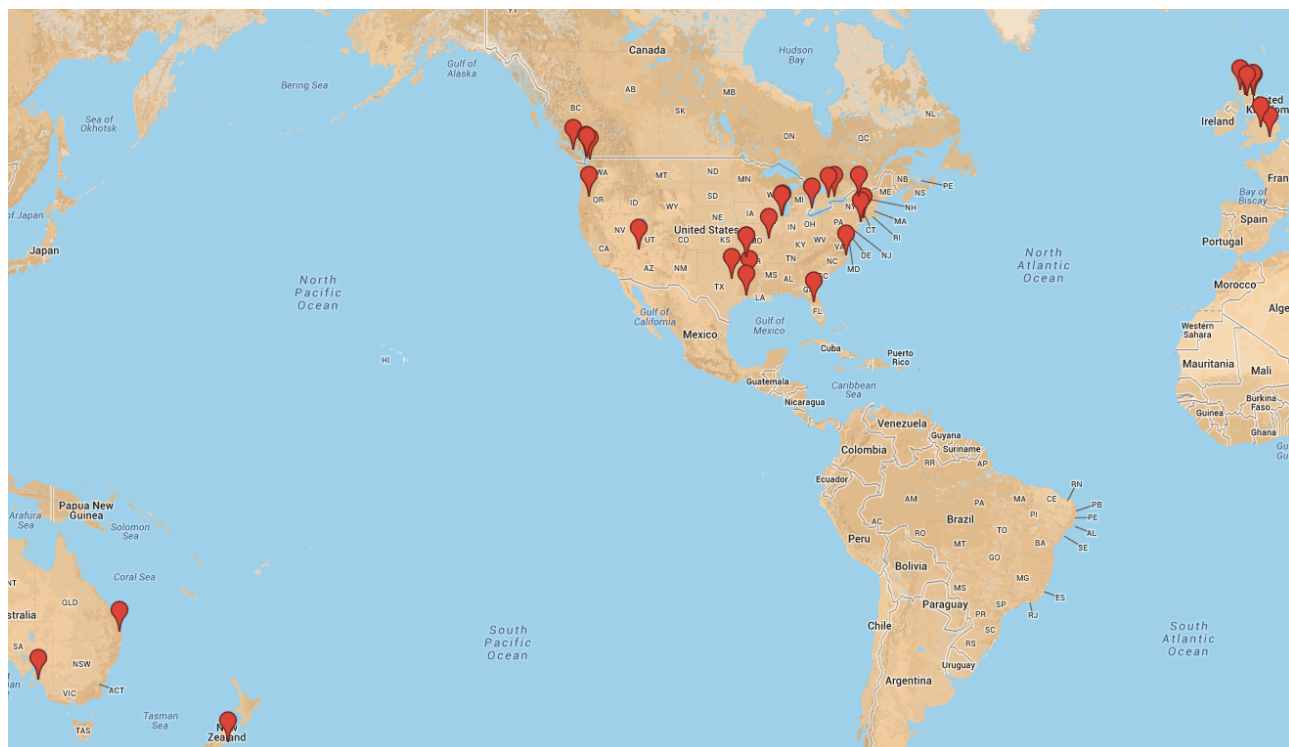 YT
Canada
Hudson
Bay
Gulf of
Alaska
Bering Sea
Sea of
Okhotsk
AB
MB
BC
SK
NL
ON
QC
Ireland
United
NB
PE
NS
ME
NH
MA
RI
CT
NJ
DE
MD
WA
MT
ND
MN
OR
ID
WY
SD
MI
NY
IA
NE
PA
OH
IN
NV
UT
CO
United States
KS
MO
KY
WV
VA
CA
AZ
NM
TN
NC
MS
AL
TX
LA
GA
FL
of Japan
Japan
Bay of
Biscay
Spain
Portugal
Morocco
North
Pacific
Ocean
North
Atlantic
Ocean
Gulf of
California
Gulf of
Mexico
Mexico
Cuba
Puerto
Rico
HI
Western
Sahara
Mauritania
Mali
Guatemala
Caribbean
Sea
Nicaragua
Burkina
Faso
Guinea
Ghana
Venezuela
Guyana
Suriname
Colombia
RR
AP
Ecuador
Papua New
Guinea
Arafura
Sea
Solomon
Sea
AM
PA
MA
CE
RN
PI
PB
PE
AL
SE
AC
Brazil
TO
RO
Peru
MT
BA
GO
Bolivia
Coral Sea
MG
MS
ES
QLD
Paraguay
SP
RJ
PR
SC
Chile
RS
South
Pacific
Ocean
South
Atlantic
Ocean
SA
NSW
Uruguay
VIC
ACT
Argentina
Tasman
Sea
TAS
New
Zealand